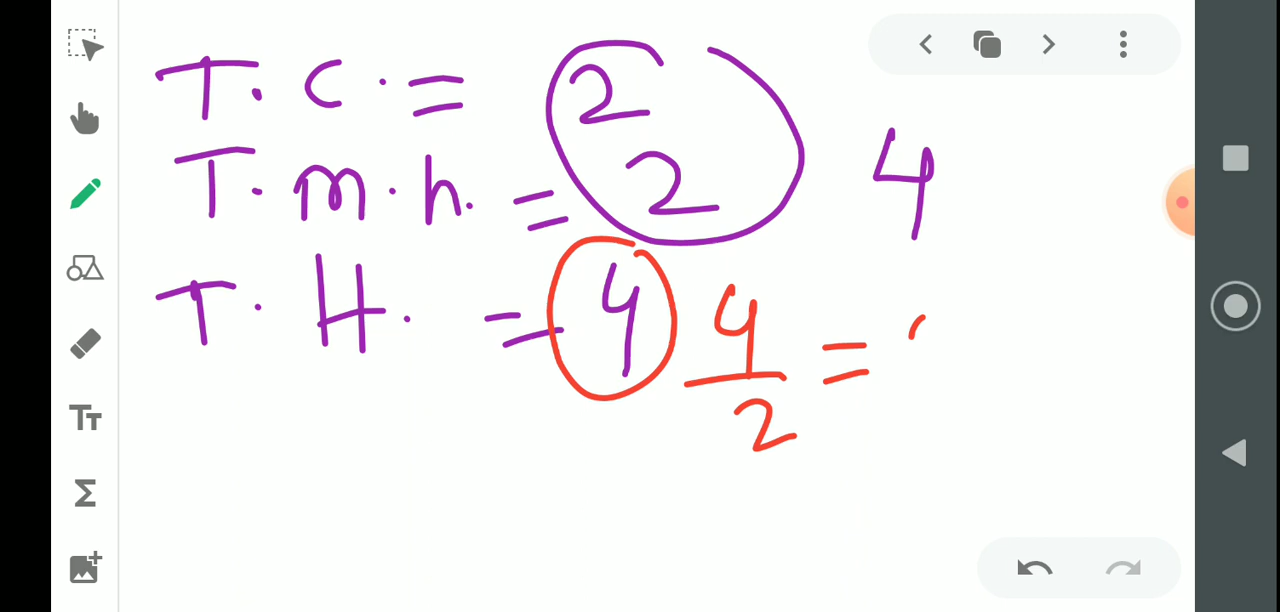 T. C. = 2
T. m. h. = 2 4
T. H. = 4 4/2 =